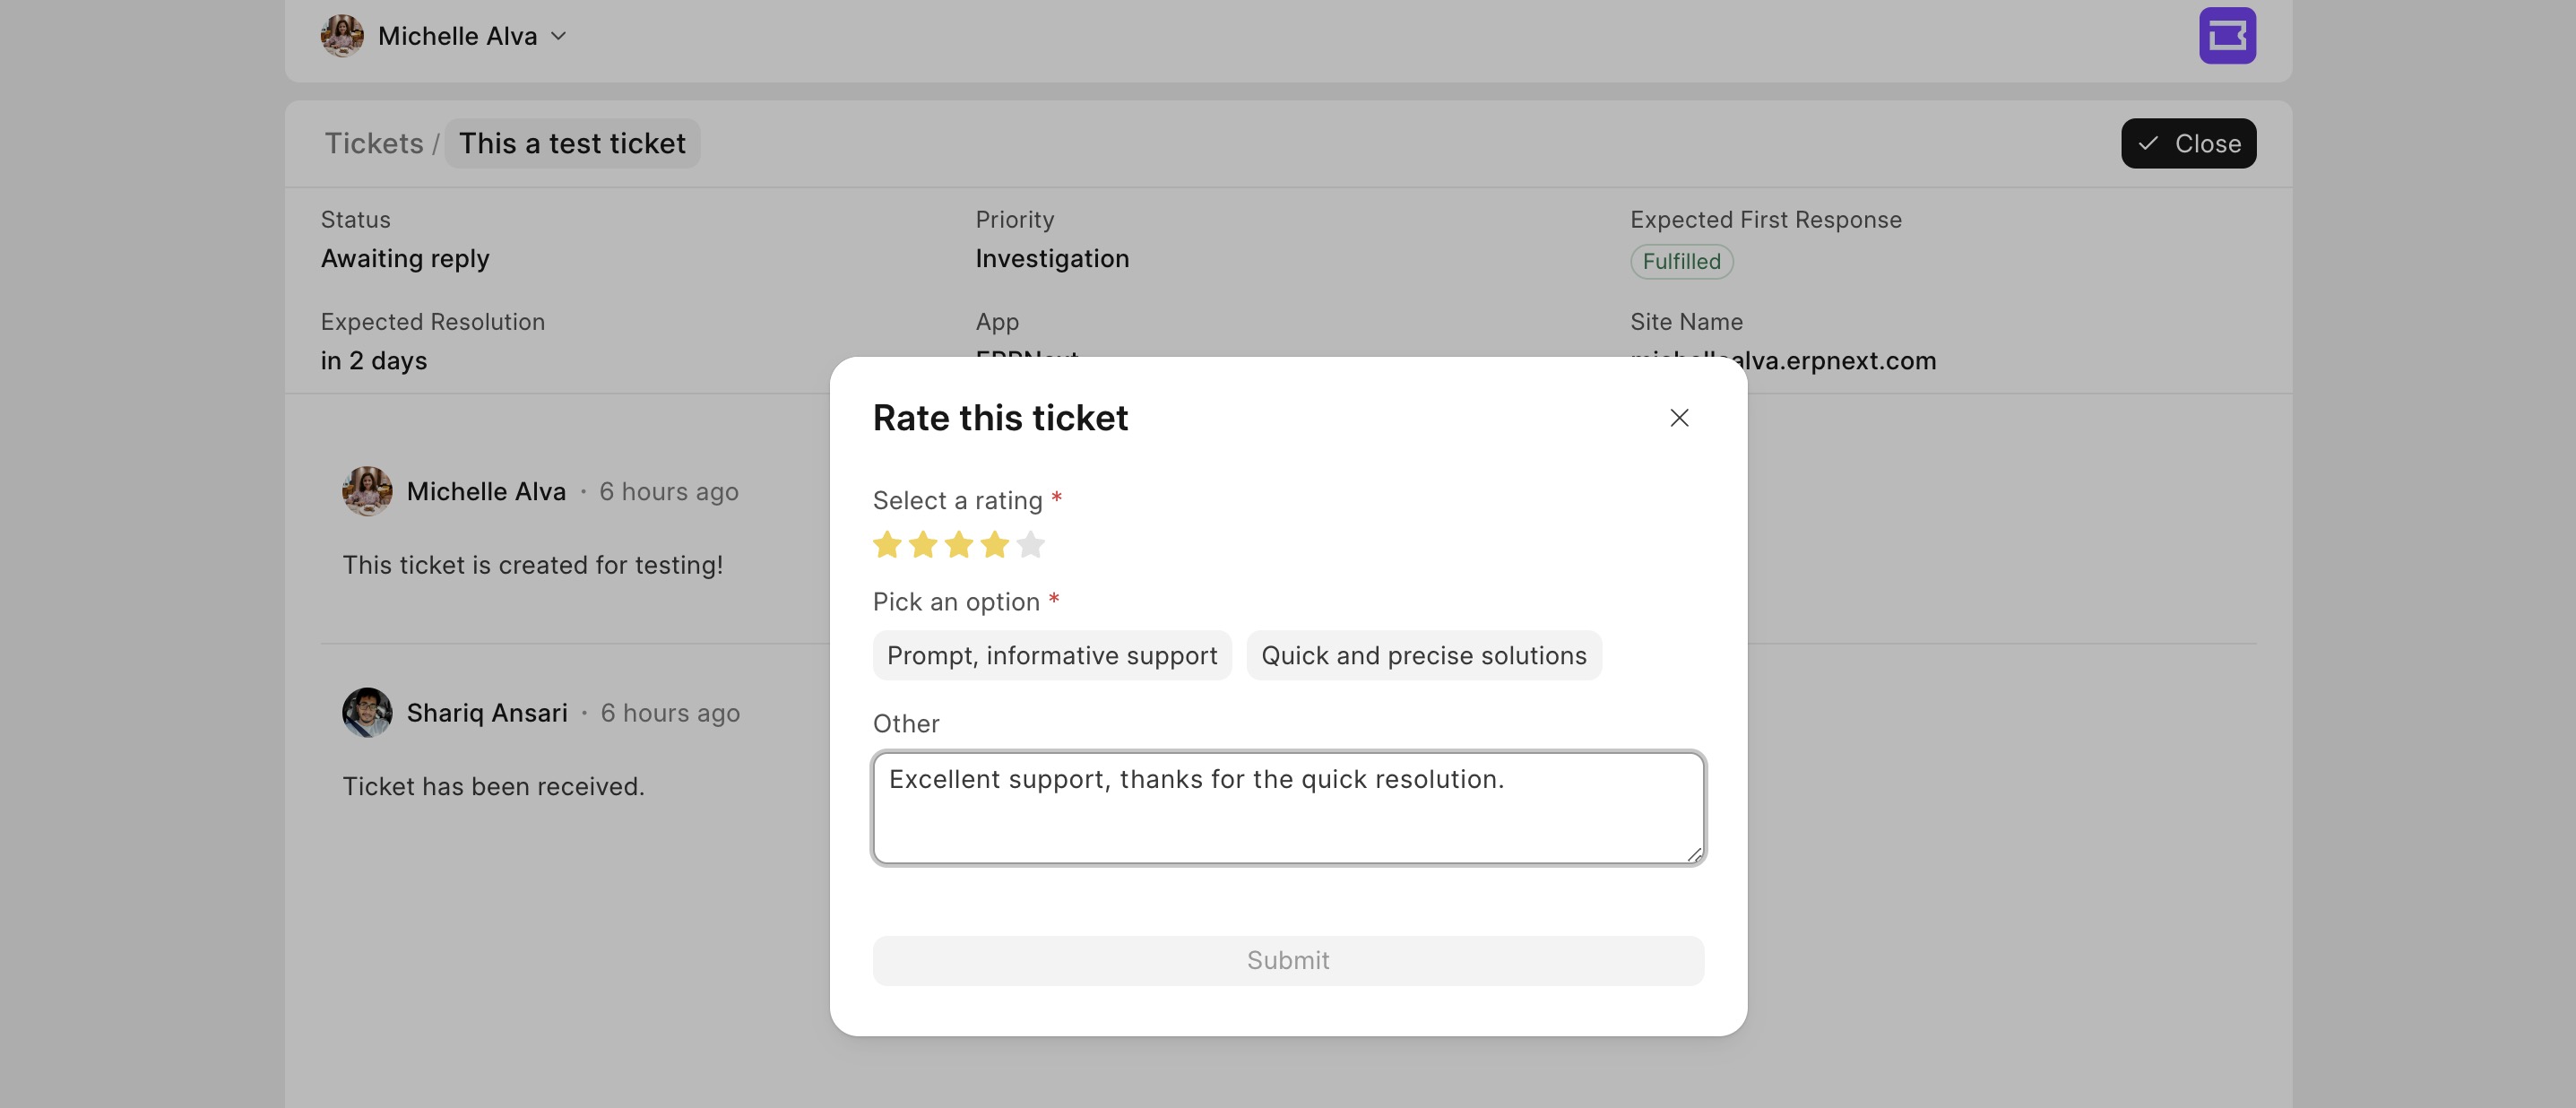 Michelle Alva
Tickets / This a test ticket
Close
Status
Priority
Expected First Response
Awaiting reply
Investigation
Fulfilled
Expected Resolution
App
Site Name
in 2 days
ERPNext
michellealva.erpnext.com
Rate this ticket
Michelle Alva · 6 hours ago
This ticket is created for testing!
Shariq Ansari · 6 hours ago
Ticket has been received.
Select a rating *
Pick an option *
Prompt, informative support
Quick and precise solutions
Other
Excellent support, thanks for the quick resolution.
Submit